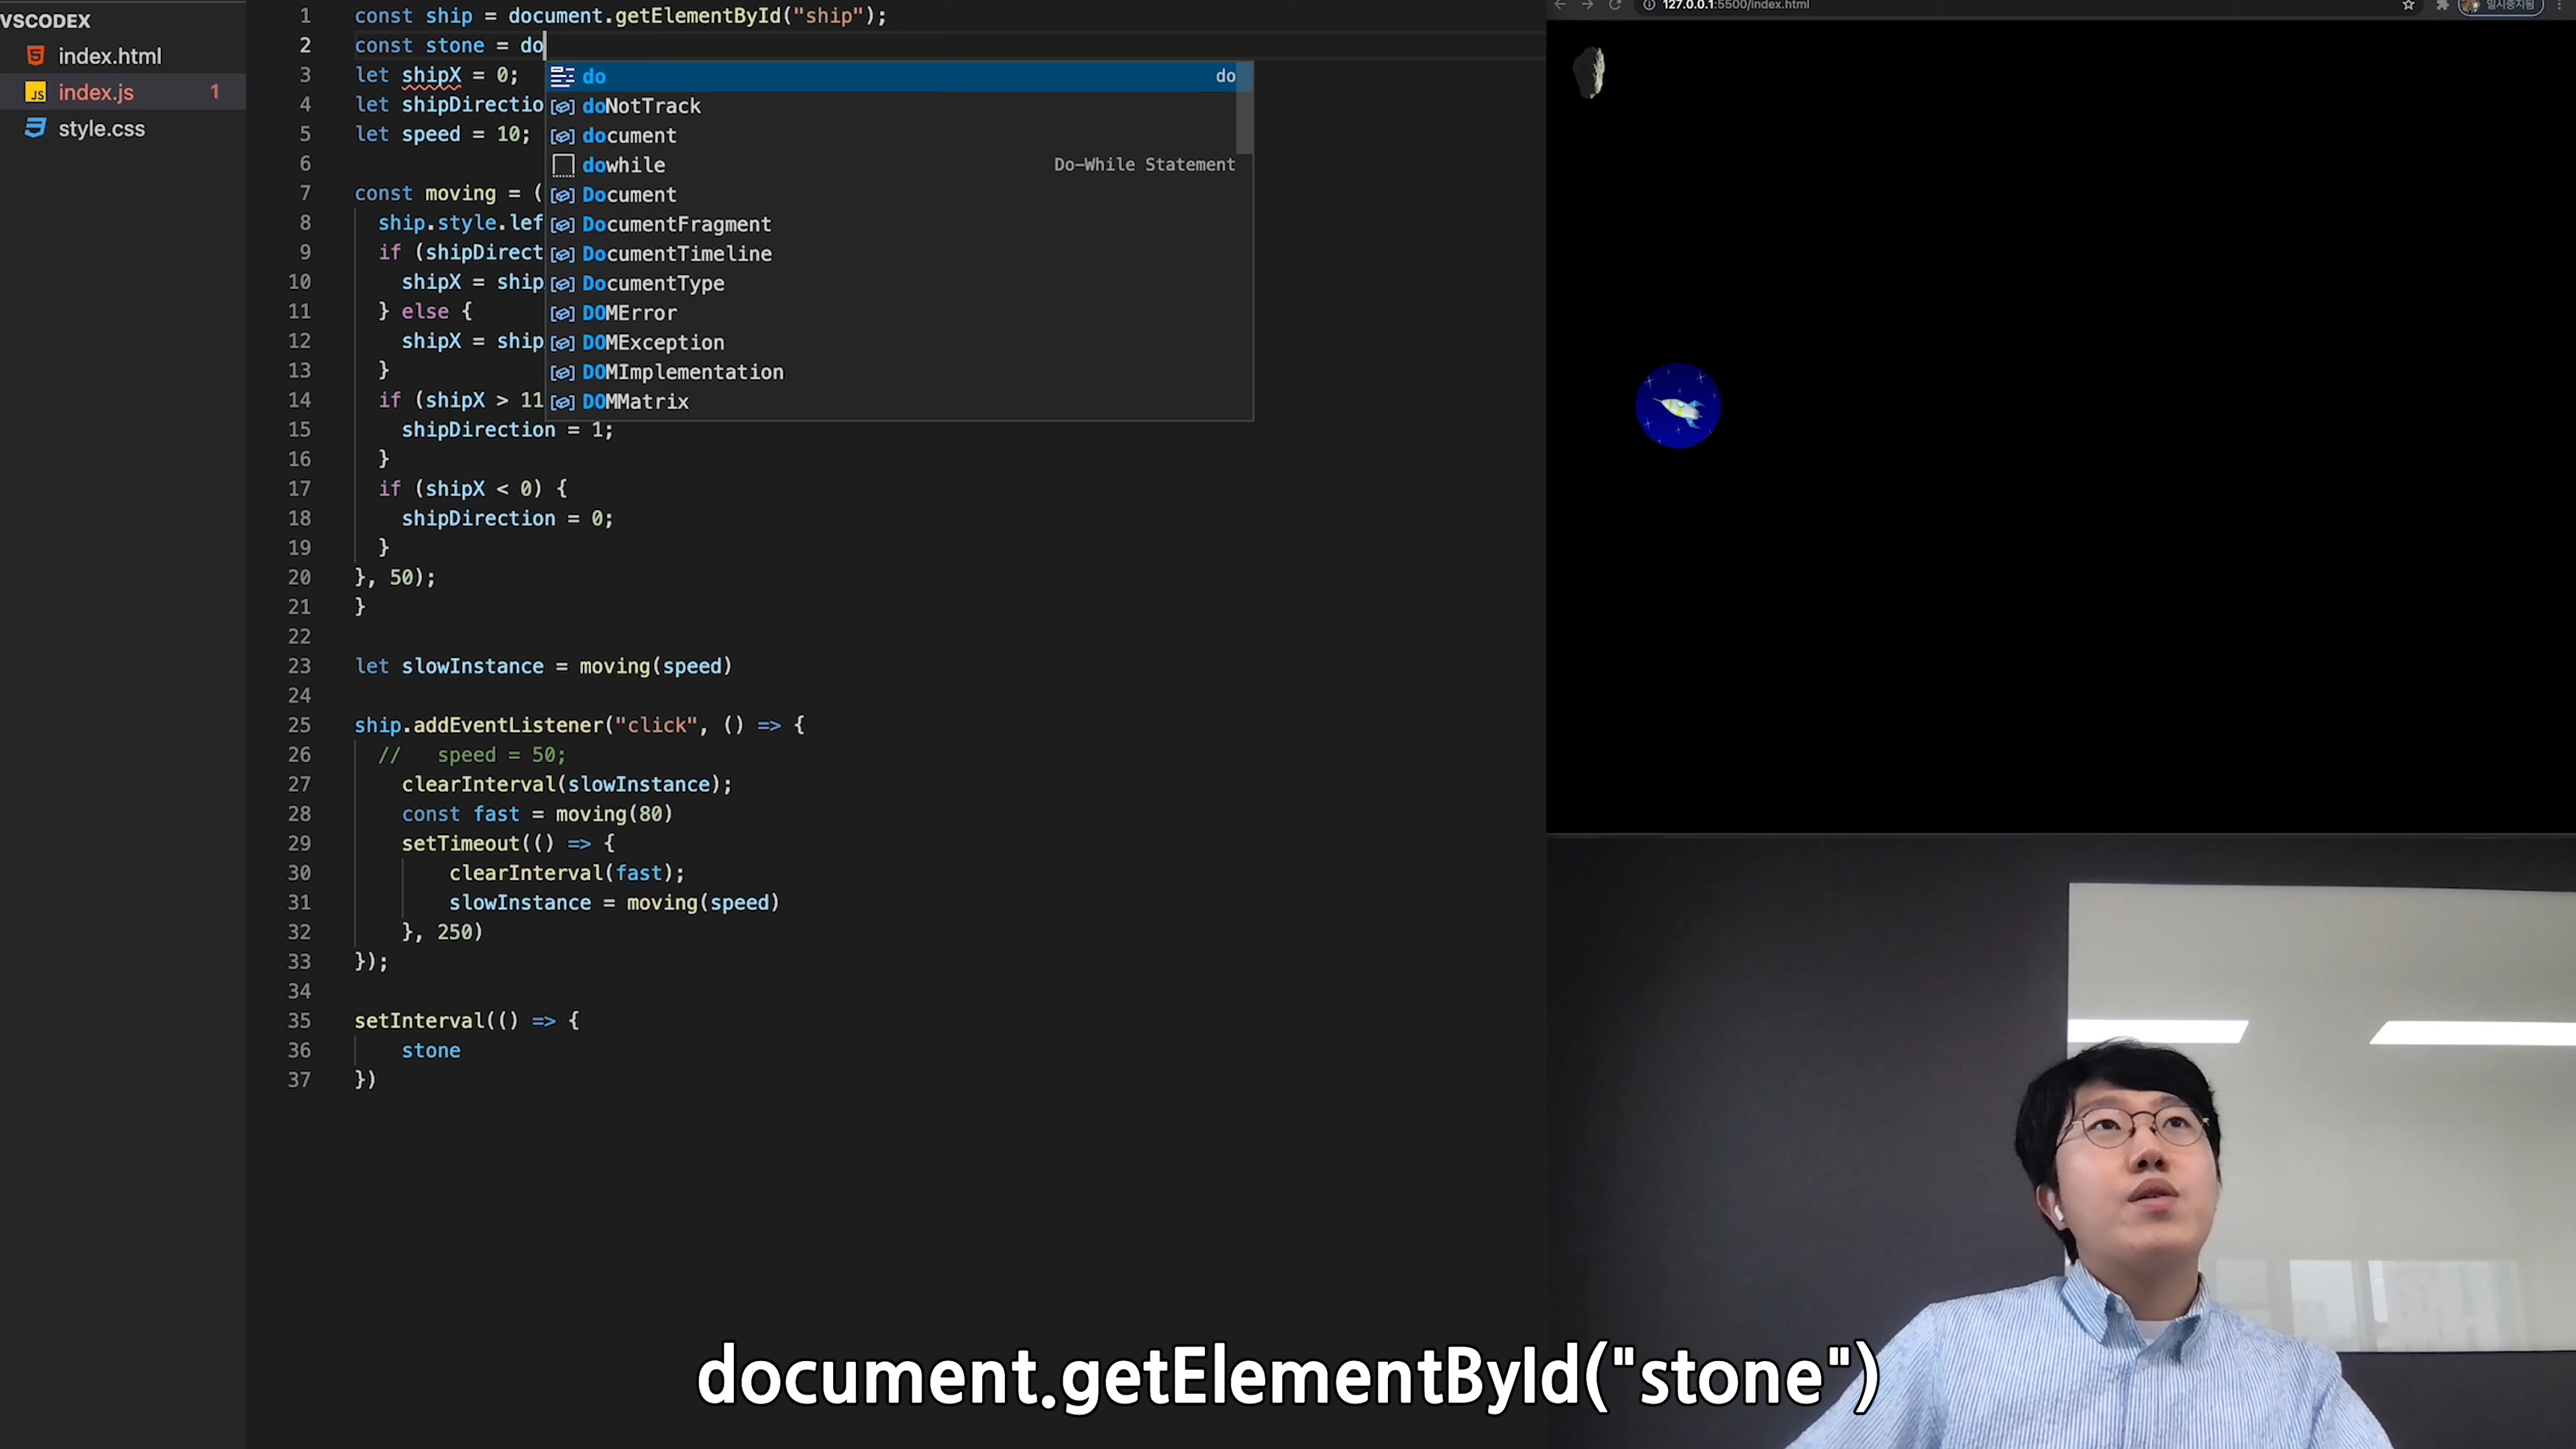 VSCODEX
index.html
index.js 1
style.css
1 const ship = document.getElementById("ship");
2 const stone = do
3 let shipX = 0;
4 let shipDirectio
5 let speed = 10;
6
7 const moving = (
8 ship.style.lef
9 if (shipDirect
10 shipX = ship
11 } else {
12 shipX = ship
13 }
14 if (shipX > 11
15 shipDirection = 1;
16 }
17 if (shipX < 0) {
18 shipDirection = 0;
19 }
20 }, 50);
21 }
22
23 let slowInstance = moving(speed)
24
25 ship.addEventListener("click", () => {
26 // speed = 50;
27 clearInterval(slowInstance);
28 const fast = moving(80)
29 setTimeout(() => {
30 clearInterval(fast);
31 slowInstance = moving(speed)
32 }, 250)
33 });
34
35 setInterval(() => {
36 stone
37 })
do do
doNotTrack
document
dowhile Do-While Statement
Document
DocumentFragment
DocumentTimeline
DocumentType
DOMError
DOMException
DOMImplementation
DOMMatrix
127.0.0.1:5500/index.html
일시중지됨
document.getElementById("stone")